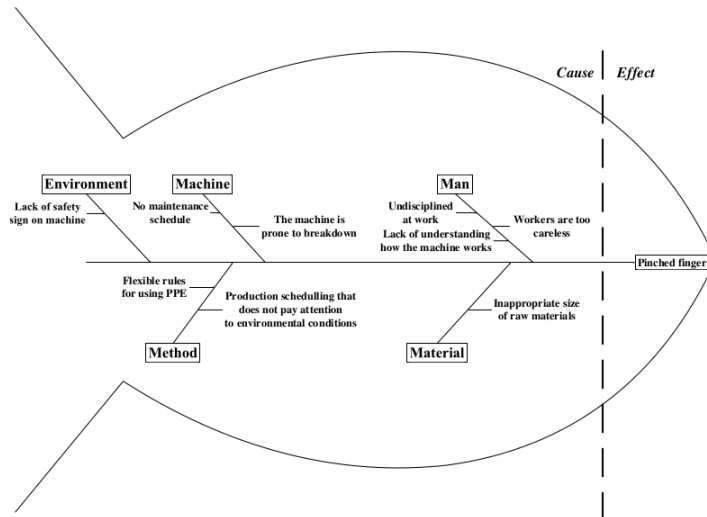 Cause
Effect
Environment
Machine
Man
Lack of safety
sign on machine
No maintenance
schedule
The machine is
prone to breakdown
Undisciplined
at work
Lack of understanding
how the machine works
Workers are too
careless
Pinched finger
Flexible rules
for using PPE
Production schedulling that
does not pay attention
to environmental conditions
Inappropriate size
of raw materials
Method
Material